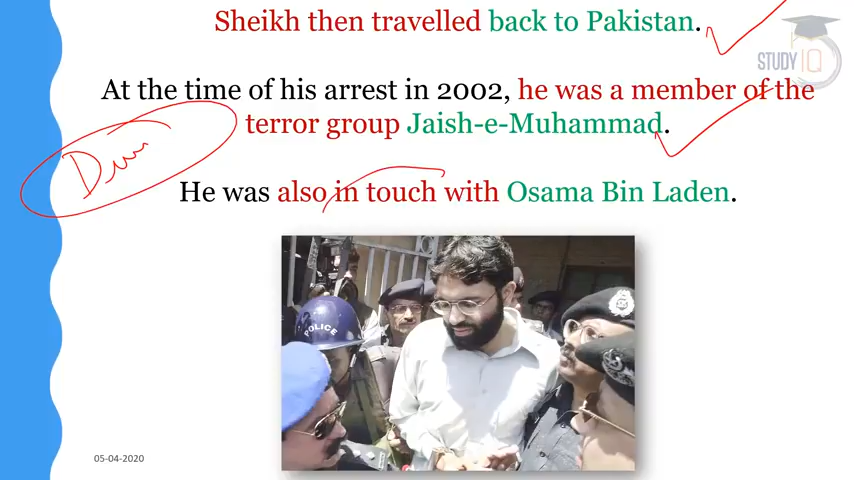 Sheikh then travelled back to Pakistan.
STUDY IQ
At the time of his arrest in 2002, he was a member of the
terror group Jaish-e-Muhammad.
He was also in touch with Osama Bin Laden.
POLICE
05-04-2020